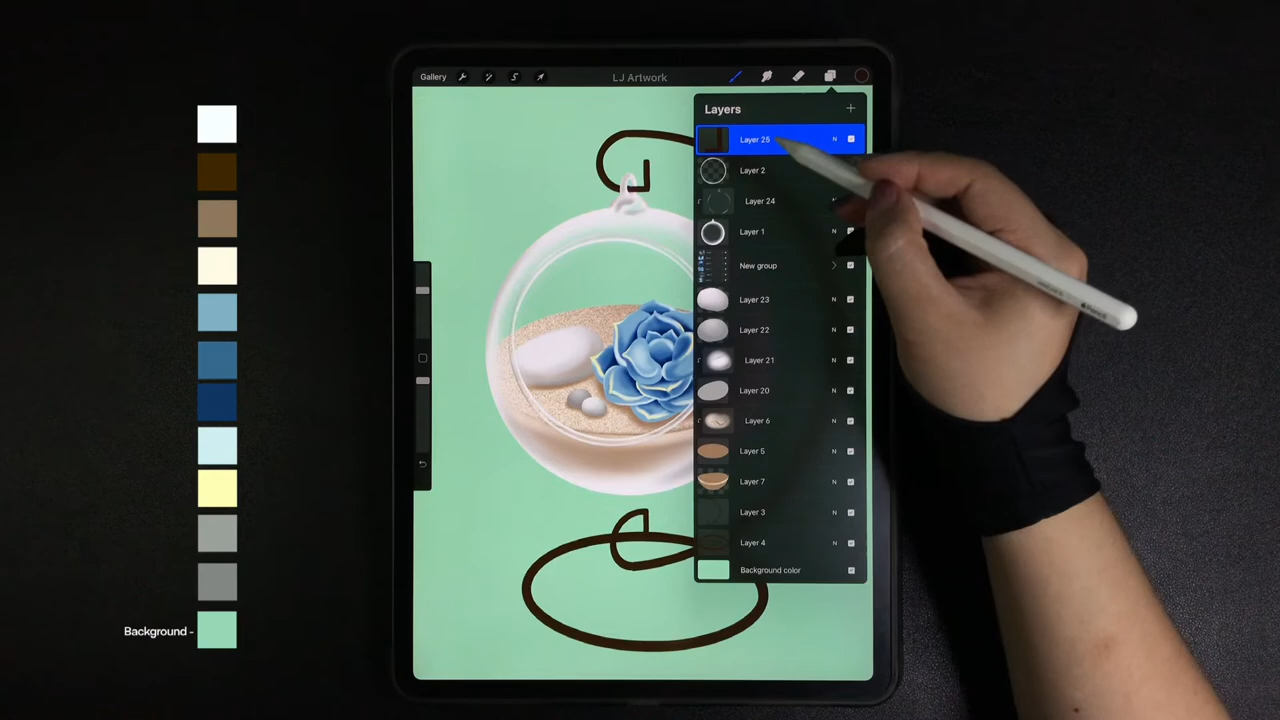 Gallery
LJ Artwork
Layers
Layer 25 N
Layer 2
Layer 24
Layer 1 N
New group
Layer 23 N
Layer 22 N
Layer 21 N
Layer 20 N
Layer 6 N
Layer 5 N
Layer 7 N
Layer 3 N
Layer 4 N
Background color
Background -